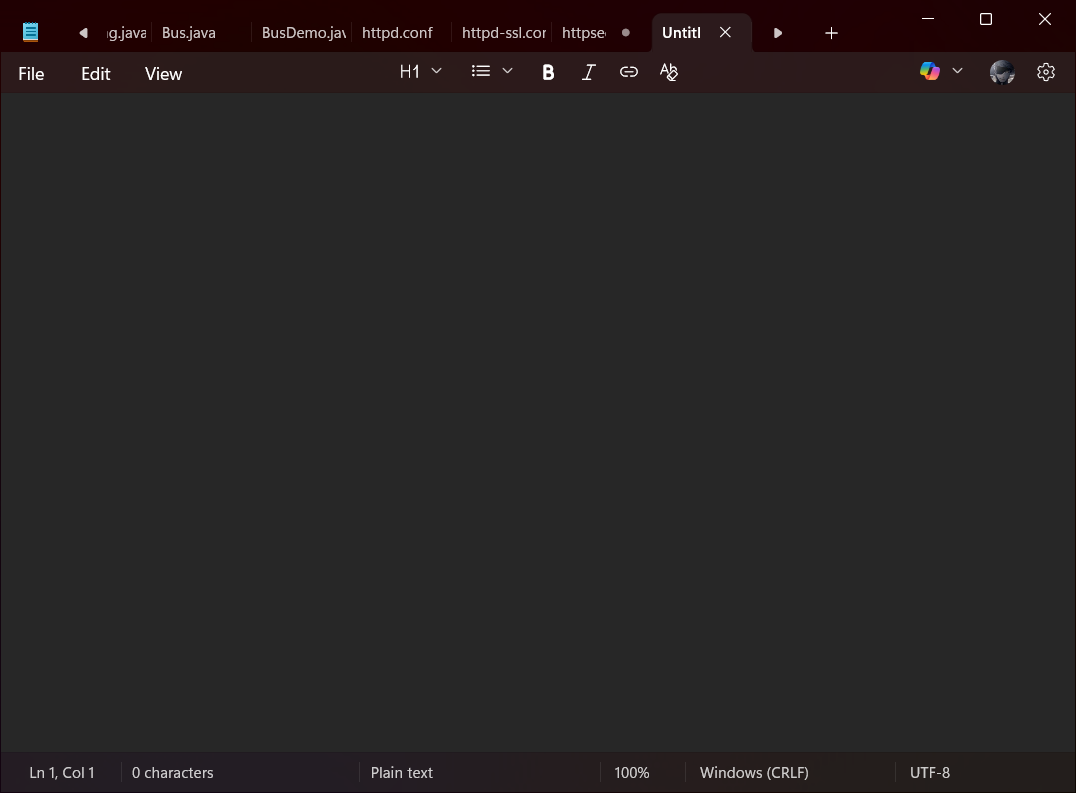 g.java Bus.java BusDemo.jav httpd.conf httpd-ssl.cor httpse Untitl
File Edit View H1 B I
Ln 1, Col 1 0 characters Plain text 100% Windows (CRLF) UTF-8